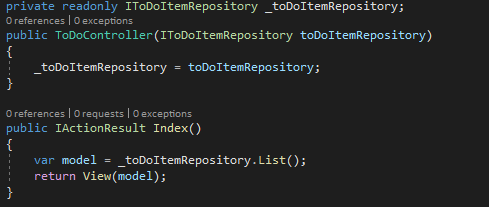 private readonly IToDoItemRepository _toDoItemRepository;
0 references | 0 exceptions
public ToDoController(IToDoItemRepository toDoItemRepository)
{
_toDoItemRepository = toDoItemRepository;
}
0 references | 0 requests | 0 exceptions
public IActionResult Index()
{
var model = _toDoItemRepository.List();
return View(model);
}